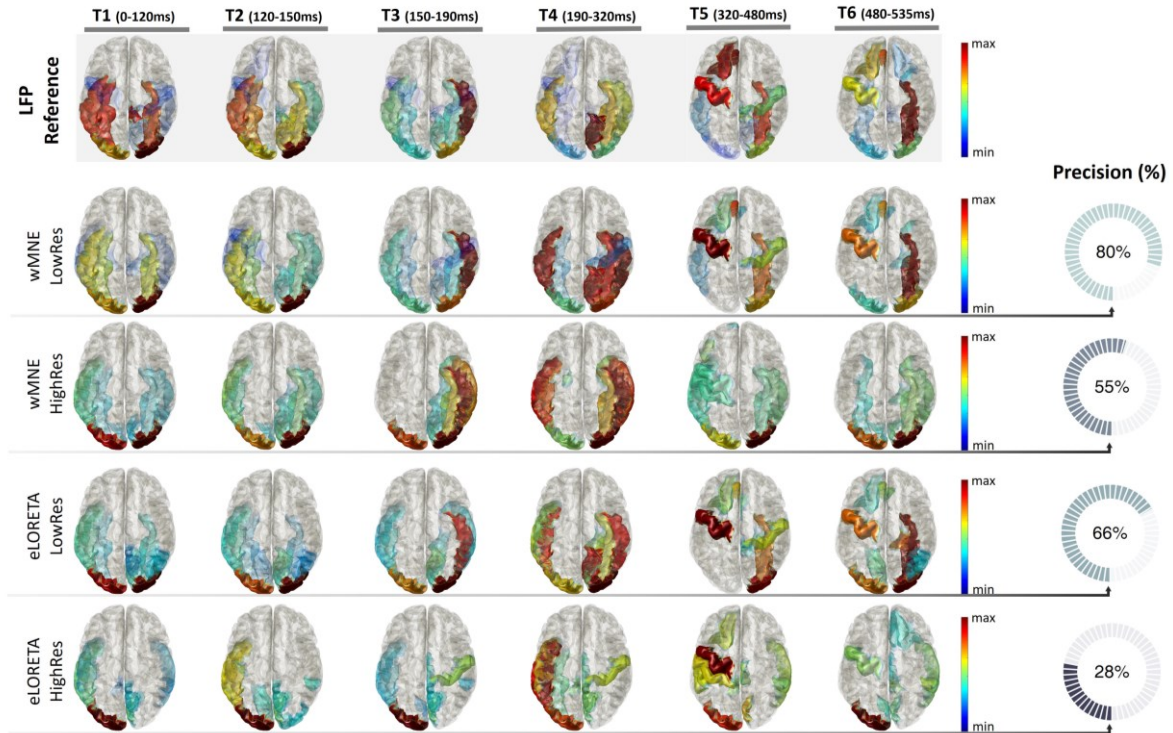 T1 (0-120ms) T2 (120-150ms) T3 (150-190ms) T4 (190-320ms) T5 (320-480ms) T6 (480-535ms)
LFP
Reference
max
min
Precision (%)
wMNE
LowRes
max
min
80%
wMNE
HighRes
max
min
55%
eLORETA
LowRes
max
min
66%
eLORETA
HighRes
max
min
28%